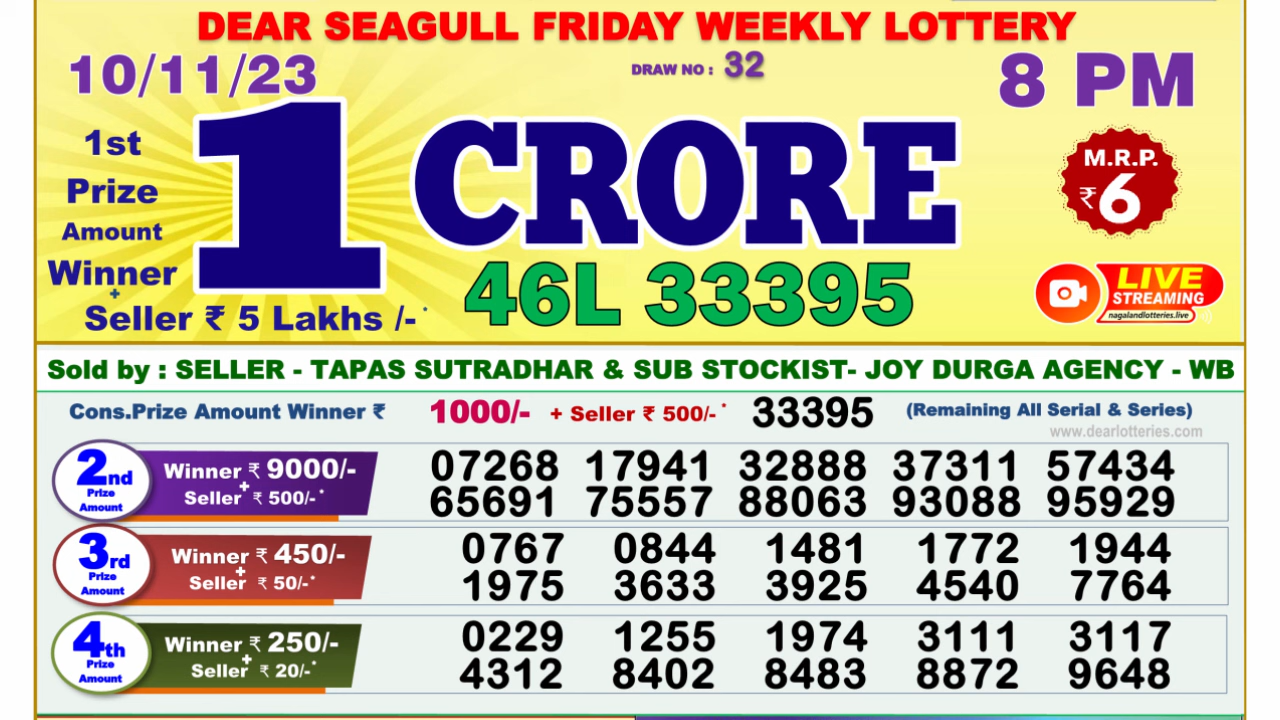 DEAR SEAGULL FRIDAY WEEKLY LOTTERY
10/11/23
DRAW NO : 32
8 PM
1st
Prize
Amount
Winner
+
Seller ₹ 5 Lakhs /-*
1 CRORE
46L 33395
M.R.P.
₹6
LIVE
STREAMING
nagalandlotteries.live
Sold by : SELLER - TAPAS SUTRADHAR & SUB STOCKIST- JOY DURGA AGENCY - WB
Cons.Prize Amount Winner ₹ 1000/- + Seller ₹ 500/-* 33395 (Remaining All Serial & Series)
www.dearlotteries.com
2nd
Prize
Amount
Winner ₹ 9000/-
+
Seller ₹ 500/-*
07268 17941 32888 37311 57434
65691 75557 88063 93088 95929
3rd
Prize
Amount
Winner ₹ 450/-
+
Seller ₹ 50/-*
0767 0844 1481 1772 1944
1975 3633 3925 4540 7764
4th
Prize
Amount
Winner ₹ 250/-
+
Seller ₹ 20/-*
0229 1255 1974 3111 3117
4312 8402 8483 8872 9648